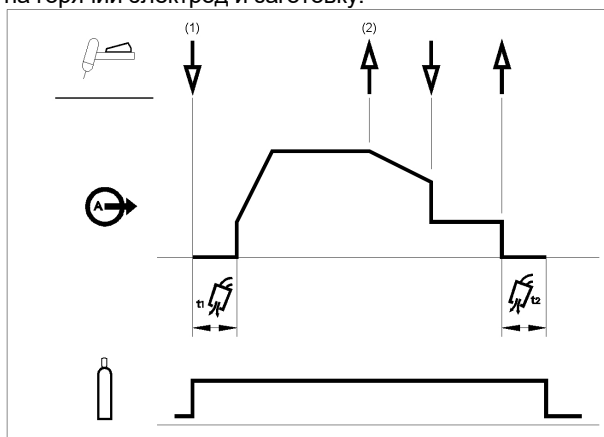 на горячий электрод и заготовку.
(1) (2)
A
t1 t2